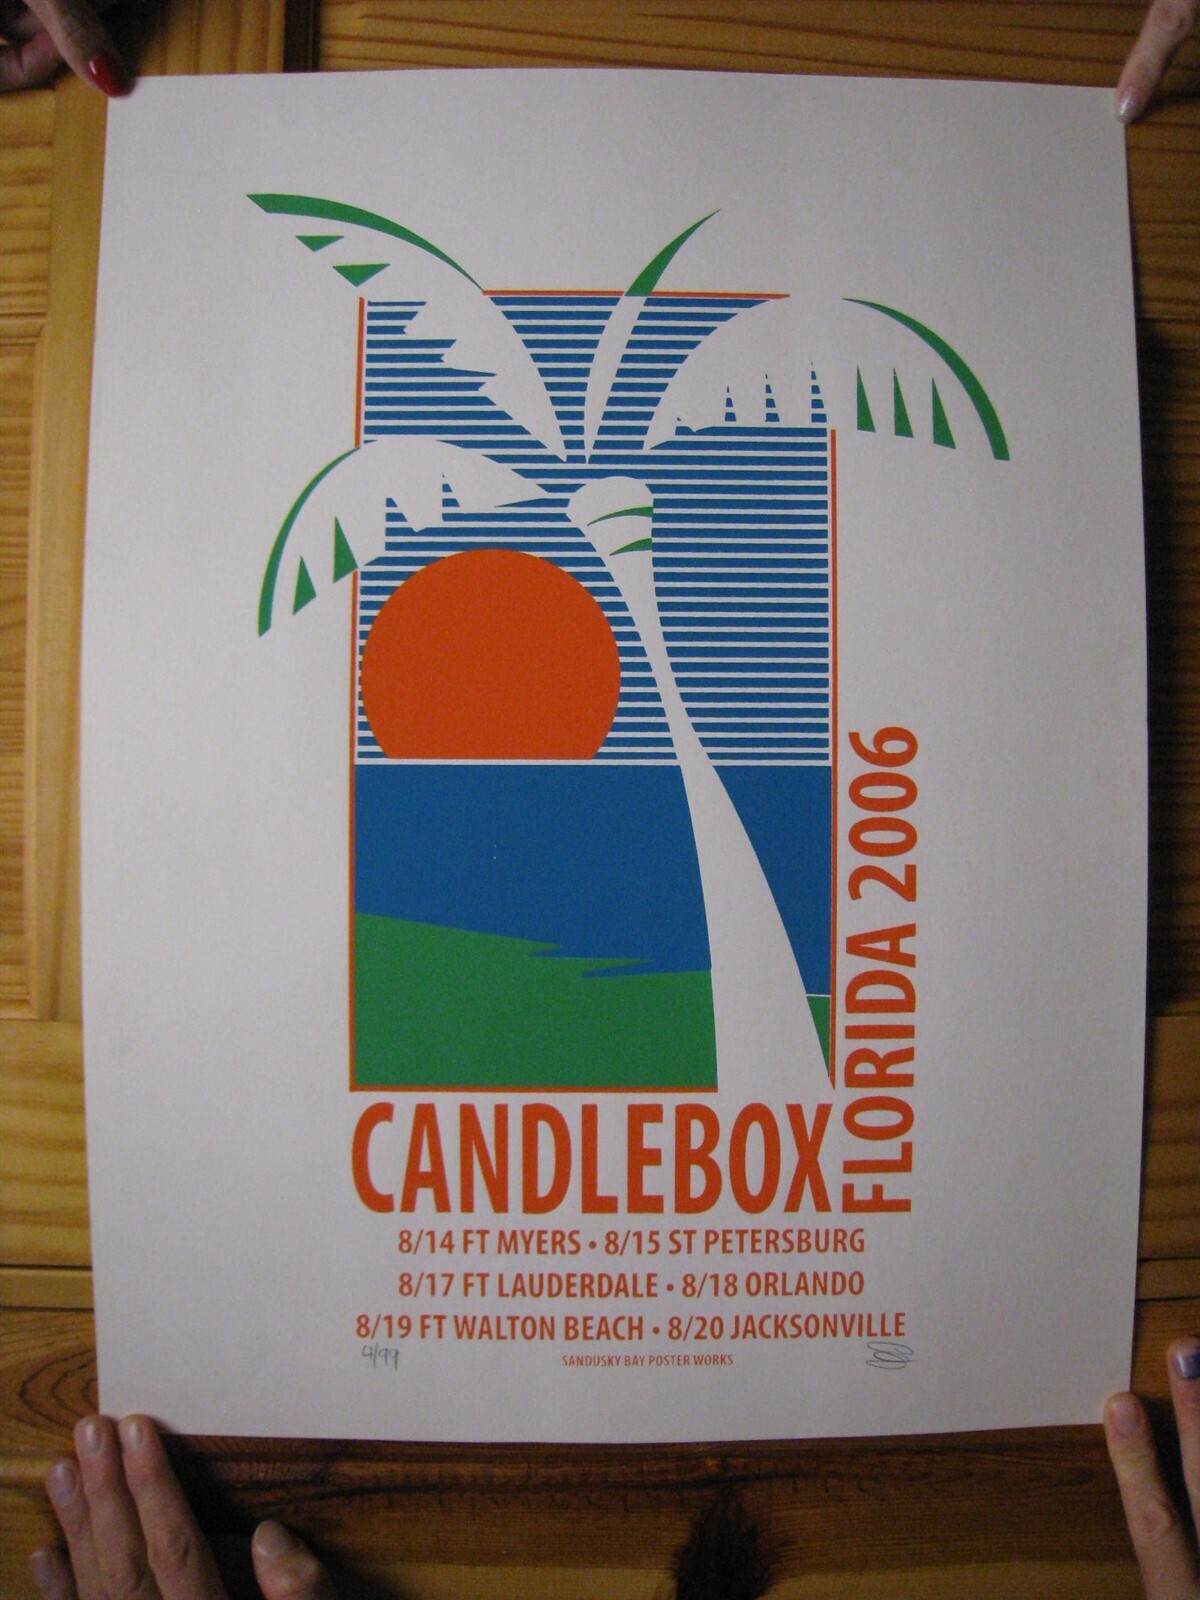 CANDLEBOX
FLORIDA 2006
8/14 FT MYERS • 8/15 ST PETERSBURG
8/17 FT LAUDERDALE • 8/18 ORLANDO
8/19 FT WALTON BEACH • 8/20 JACKSONVILLE
4/99
SANDUSKY BAY POSTER WORKS